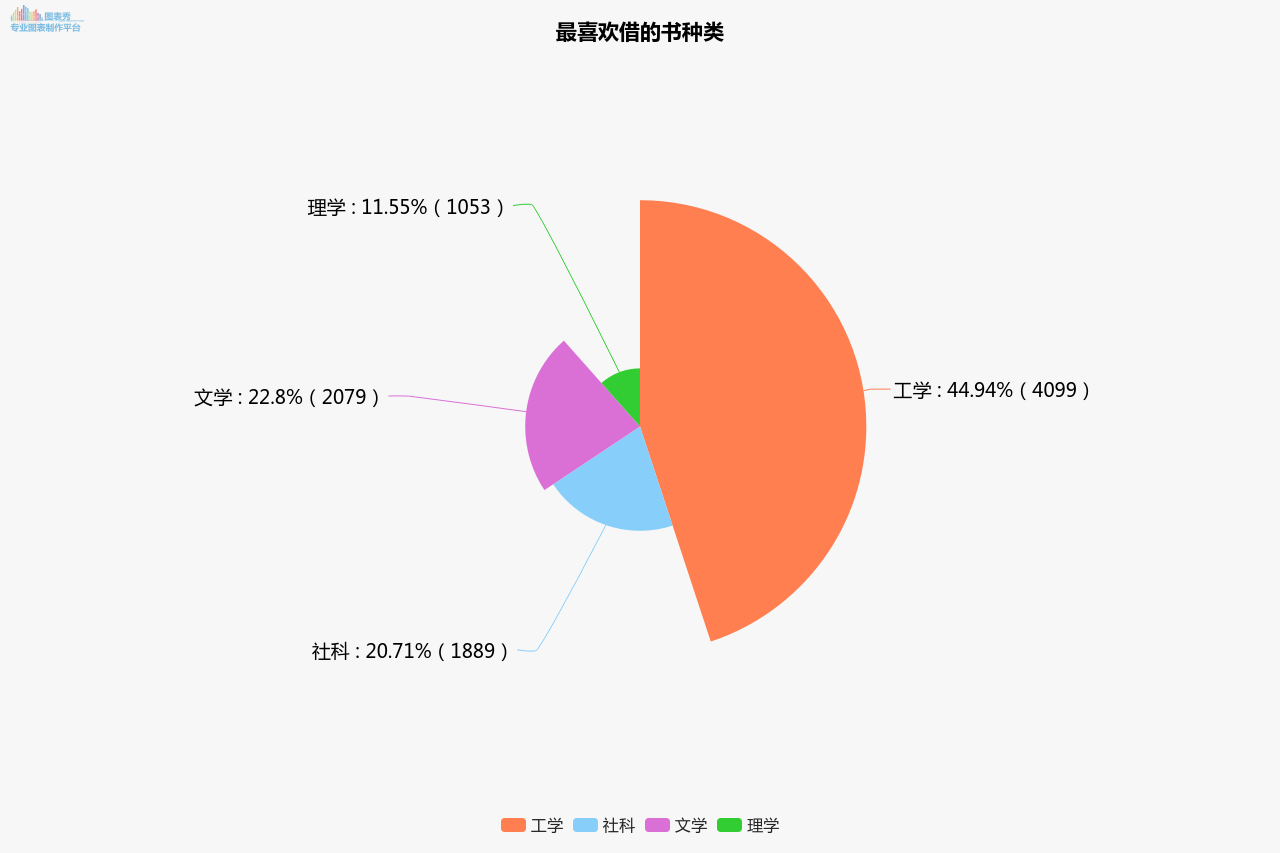 图表秀
专业图表制作平台
最喜欢借的书种类
理学 : 11.55% ( 1053 )
工学 : 44.94% ( 4099 )
文学 : 22.8% ( 2079 )
社科 : 20.71% ( 1889 )
工学 社科 文学 理学